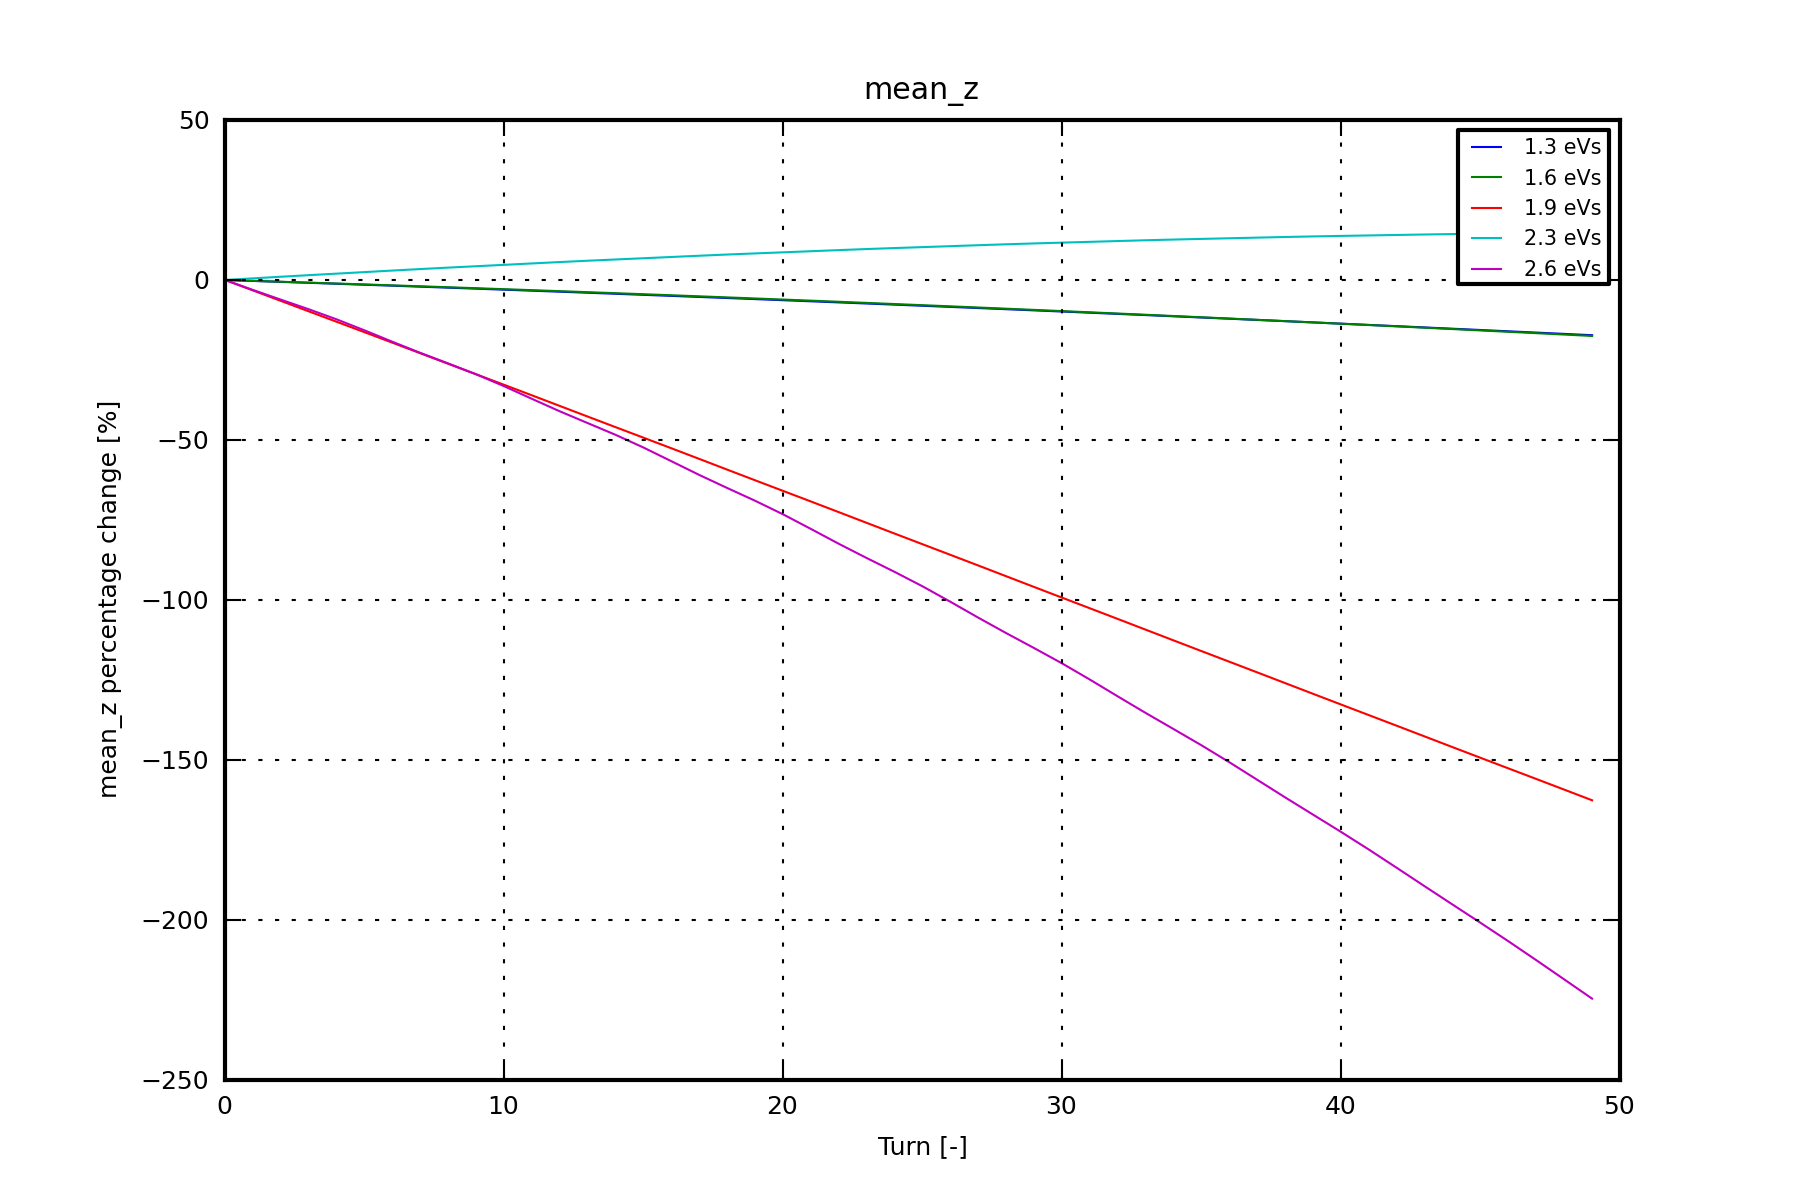 mean_z
50
0
−50
−100
−150
−200
−250
mean_z percentage change [%]
1.3 eVs
1.6 eVs
1.9 eVs
2.3 eVs
2.6 eVs
0 10 20 30 40 50
Turn [-]